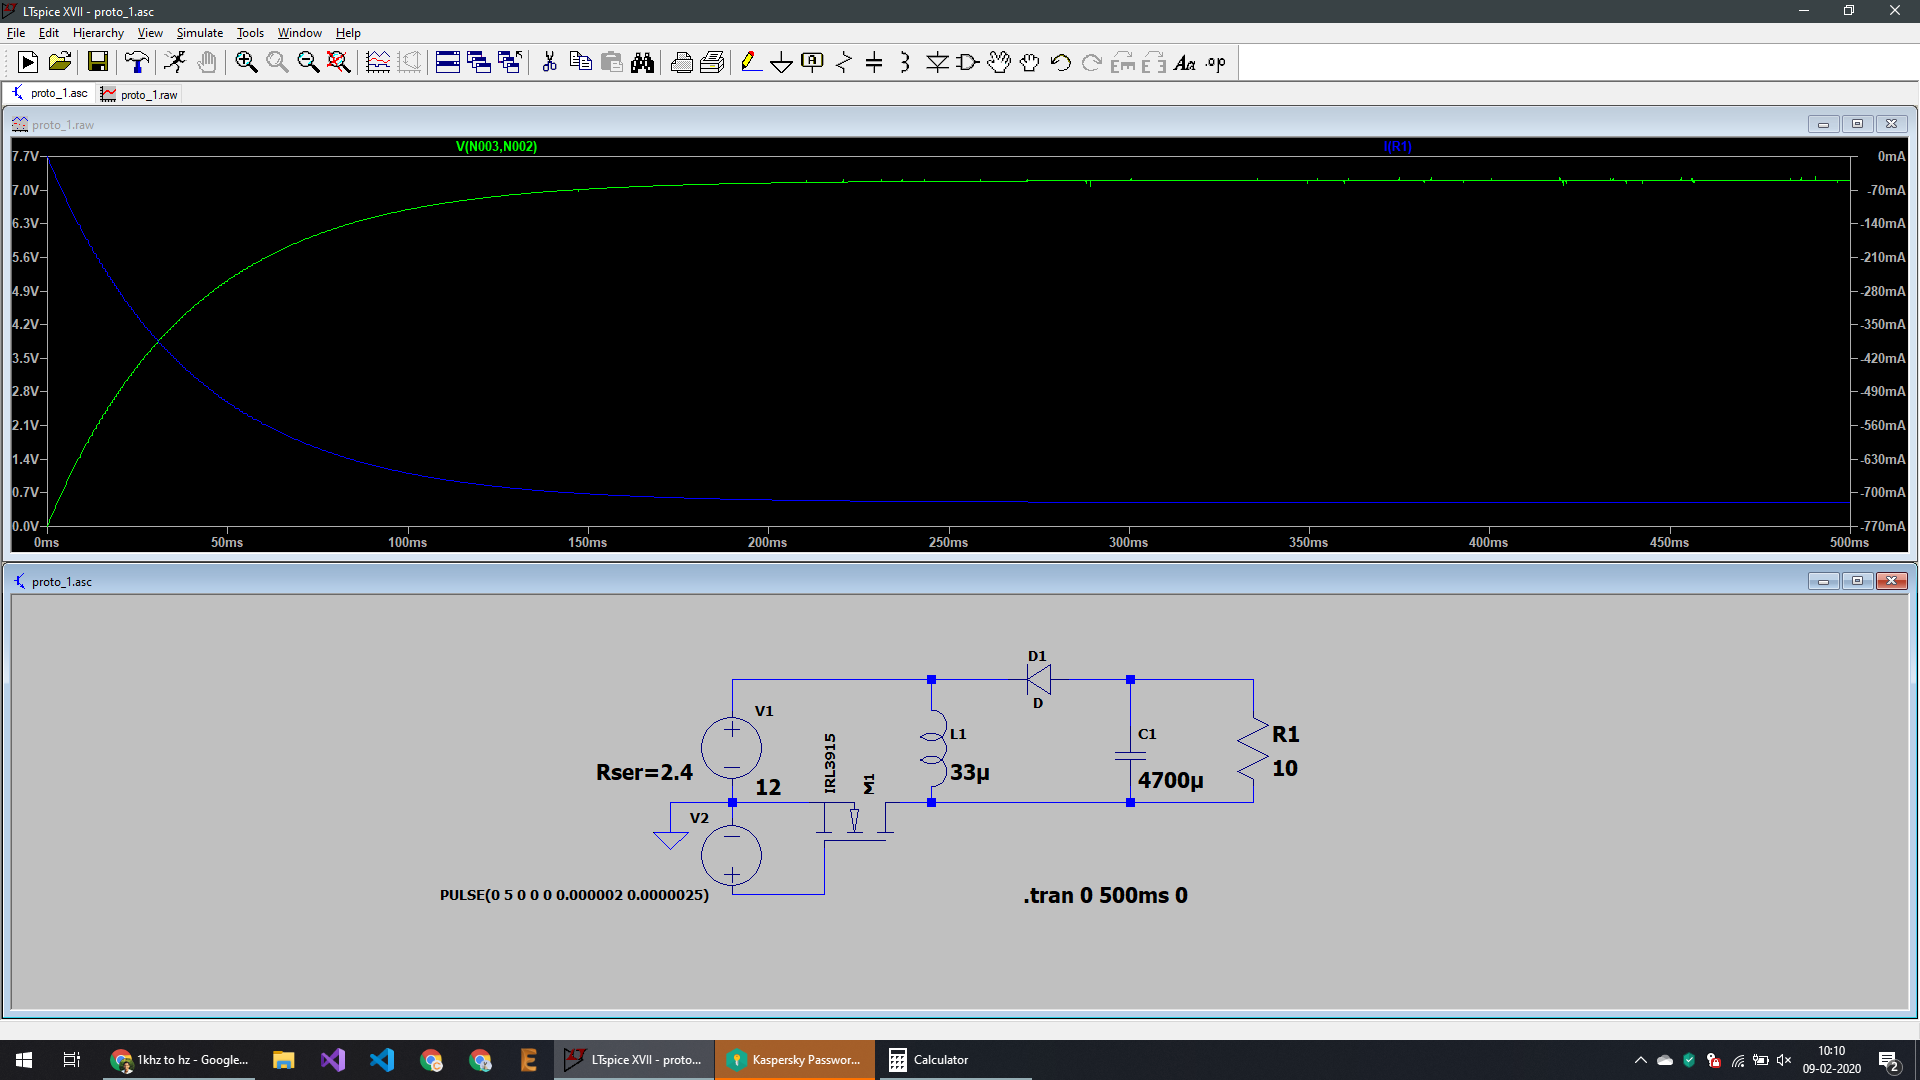 LTspice XVII - proto_1.asc
File Edit Hierarchy View Simulate Tools Window Help
proto_1.asc proto_1.raw
proto_1.raw
V(N003,N002) I(R1)
7.7V 0mA
7.0V -70mA
6.3V -140mA
5.6V -210mA
4.9V -280mA
4.2V -350mA
3.5V -420mA
2.8V -490mA
2.1V -560mA
1.4V -630mA
0.7V -700mA
0.0V -770mA
0ms 50ms 100ms 150ms 200ms 250ms 300ms 350ms 400ms 450ms 500ms
proto_1.asc
D1
D
V1
Rser=2.4
12
IRL3915
M1
L1
33µ
C1
4700µ
R1
10
V2
PULSE(0 5 0 0 0 0.000002 0.0000025)
.tran 0 500ms 0
1khz to hz - Google... LTspice XVII - proto... Kaspersky Passwor... Calculator
10:10
09-02-2020
2